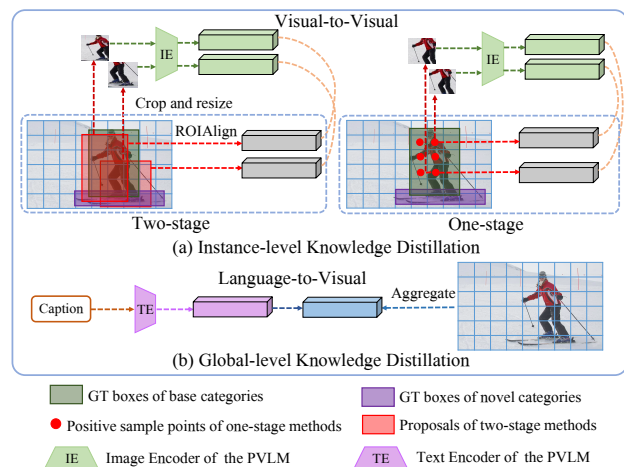 Visual-to-Visual
IE
IE
Crop and resize
ROIAlign
Two-stage
One-stage
(a) Instance-level Knowledge Distillation
Language-to-Visual
Caption
TE
Aggregate
(b) Global-level Knowledge Distillation
GT boxes of base categories
GT boxes of novel categories
Positive sample points of one-stage methods
Proposals of two-stage methods
IE
Image Encoder of the PVLM
TE
Text Encoder of the PVLM